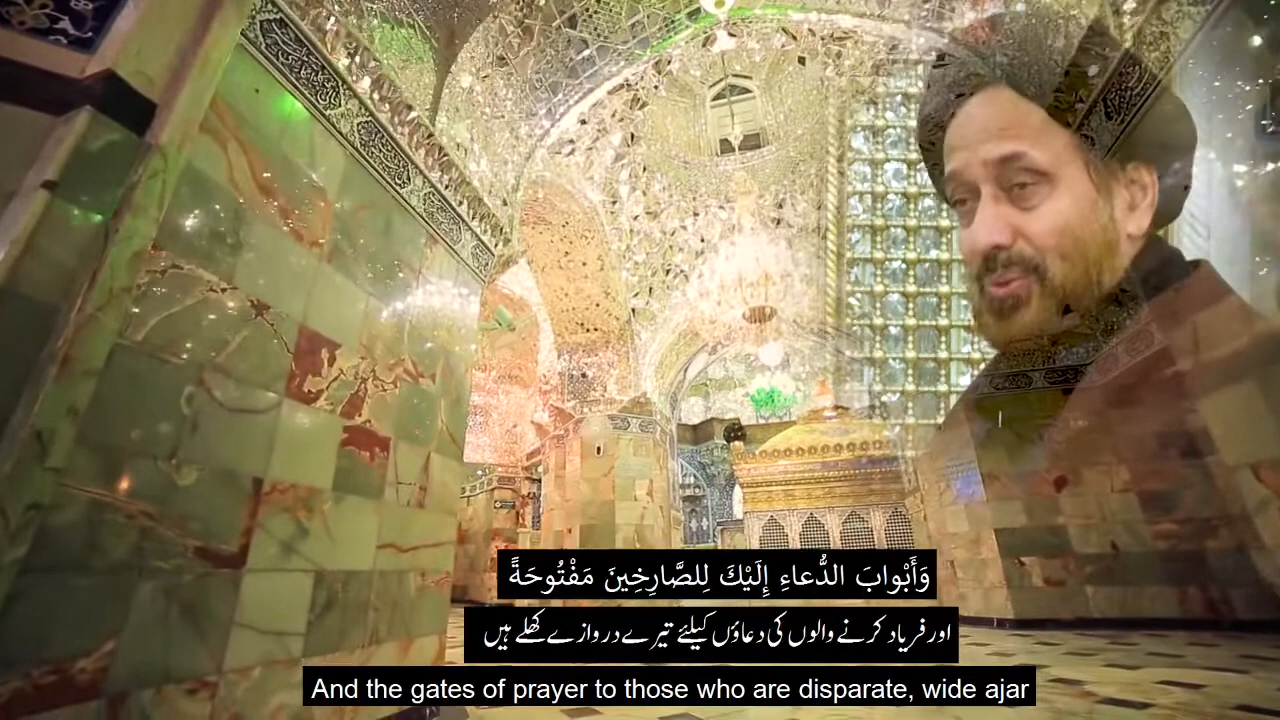 وَأَبْوابَ الدُّعاءِ إِلَيْكَ لِلصَّارِخِينَ مَفْتُوحَةً
اور فریاد کرنے والوں کی دعاؤں کیلئے تیرے دروازے کھلے ہیں
And the gates of prayer to those who are disparate, wide ajar